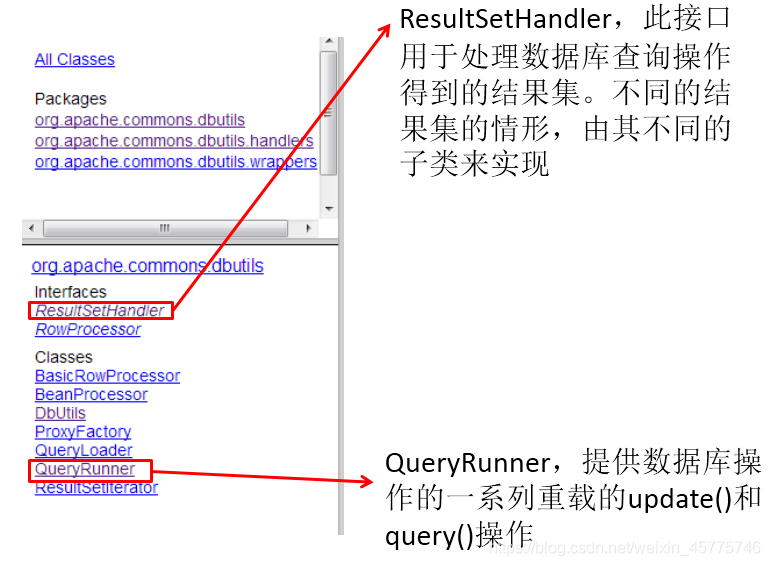 All Classes
Packages
org.apache.commons.dbutils
org.apache.commons.dbutils.handlers
org.apache.commons.dbutils.wrappers
org.apache.commons.dbutils
Interfaces
ResultSetHandler
RowProcessor
Classes
BasicRowProcessor
BeanProcessor
DbUtils
ProxyFactory
QueryLoader
QueryRunner
ResultSetIterator
ResultSetHandler，此接口
用于处理数据库查询操作
得到的结果集。不同的结
果集的情形，由其不同的
子类来实现
QueryRunner，提供数据库操
作的一系列重载的update()和
query()操作
https://blog.csdn.net/weixin_45775746